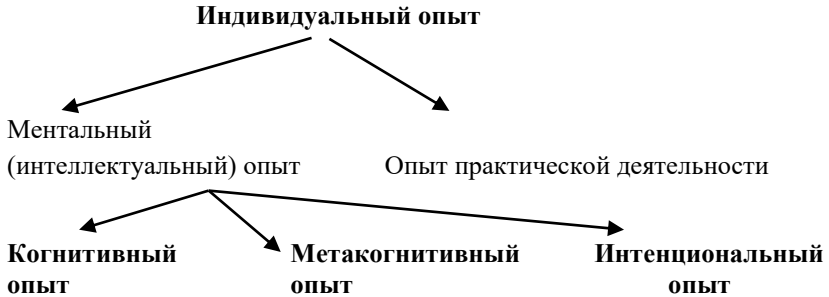 Индивидуальный опыт
Ментальный
(интеллектуальный) опыт Опыт практической деятельности
Когнитивный Метакогнитивный Интенциональный
опыт опыт опыт